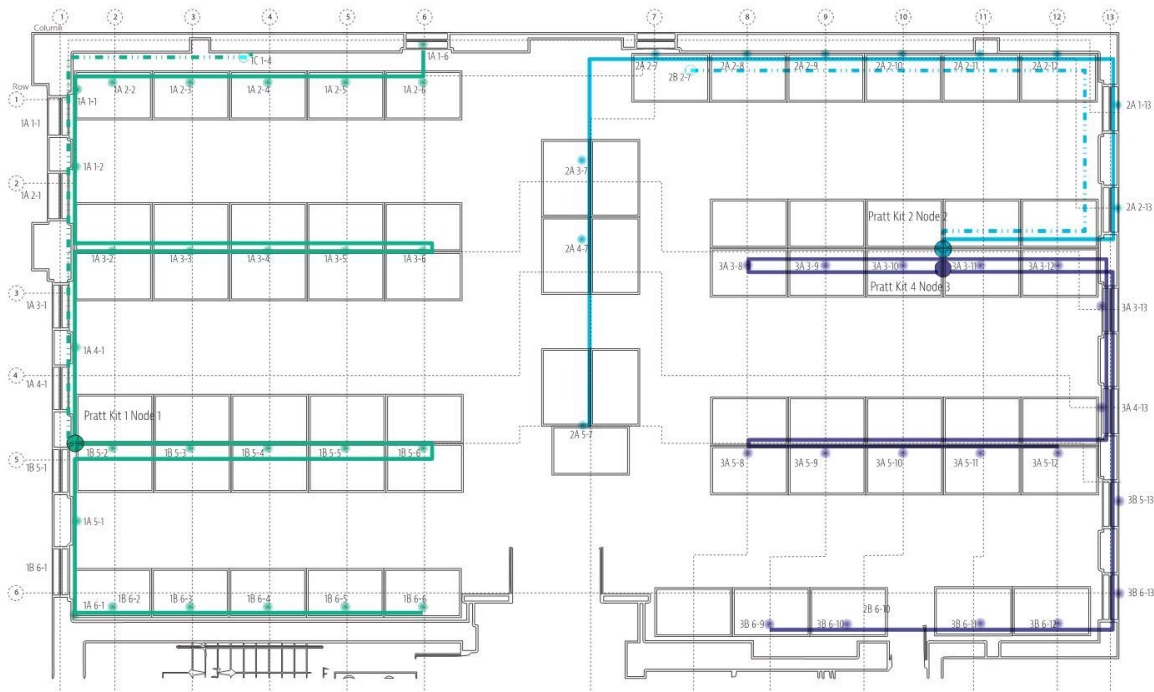 1 2 3 4 5 6 7 8 9 10 11 12 13
Column
1C 1-4
1A 1-6
2A 2-7 2A 2-8 2A 2-9 2A 2-10 2A 2-11 2A 2-12
2B 2-7
Row
1
1A 1-1
1A 2-2 1A 2-3 1A 2-4 1A 2-5 2A 2-6
2A 1-13
1A 1-1
1A 1-2
2A 3-7
2
1A 2-1
2A 2-13
Pratt Kit 2 Node 2
2A 4-7
1A 3-2 1A 3-3 1A 3-4 1A 3-5 1A 3-6
3A 3-8 3A 3-9 3A 3-10 3A 3-11 3A 3-12
Pratt Kit 4 Node 3
3
1A 3-1
3A 3-13
1A 4-1
4
1A 4-1
3A 4-13
Pratt Kit 1 Node 1
2A 5-7
1B 5-2 1B 5-3 1B 5-4 1B 5-5 1B 5-6
5
1B 5-1
3A 5-8 3A 5-9 3A 5-10 3A 5-11 3A 5-12
3B 5-13
1A 5-1
1B 6-1
6
1A 6-1
1B 6-2 1B 6-3 1B 6-4 1B 6-5 1B 6-6
3B 6-13
2B 6-10
3B 6-9 3B 6-10 3B 6-11 3B 6-12